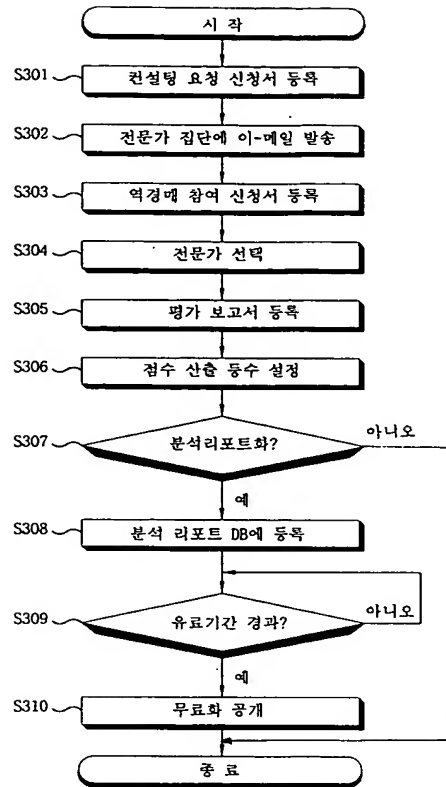 시 작
S301
컨설팅 요청 신청서 등록
S302
전문가 집단에 이-메일 발송
S303
역경매 참여 신청서 등록
S304
전문가 선택
S305
평가 보고서 등록
S306
점수 산출 등수 설정
S307
분석리포트화?
아니오
예
S308
분석 리포트 DB에 등록
S309
유료기간 경과?
아니오
예
S310
무료화 공개
종 료